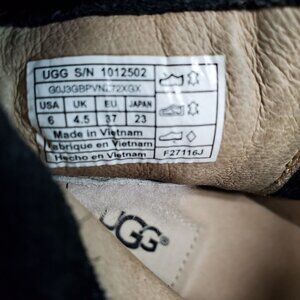 UGG S/N 1012502
USA UK EU JAPAN
6 4.5 37 23
Made in Vietnam
Fabrique en Vietnam
Hecho en Vietnam
F27116J
UGG®